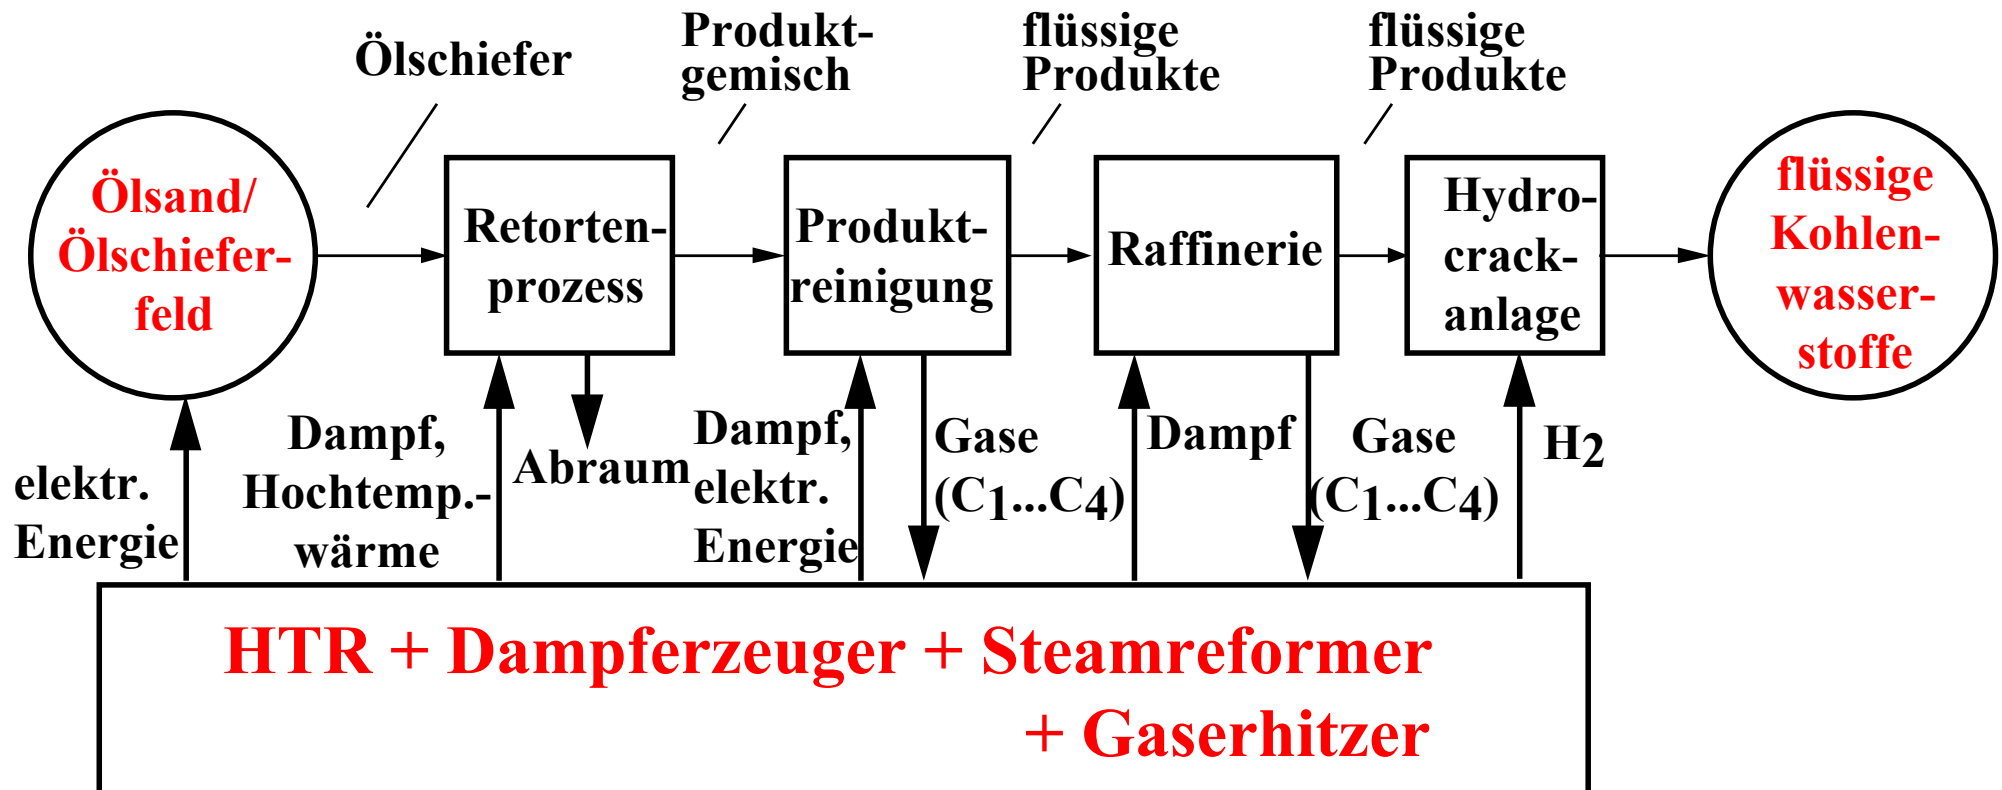 Ölschiefer
Produkt-
gemisch
flüssige
Produkte
flüssige
Produkte
Ölsand/
Ölschiefer-
feld
Retorten-
prozess
Produkt-
reinigung
Raffinerie
Hydro-
crack-
anlage
flüssige
Kohlen-
wasser-
stoffe
elektr.
Energie
Dampf,
Hochtemp.-
wärme
Abraum
Dampf,
elektr.
Energie
Gase
(C1...C4)
Dampf
Gase
(C1...C4)
H2
HTR + Dampferzeuger + Steamreformer
+ Gaserhitzer